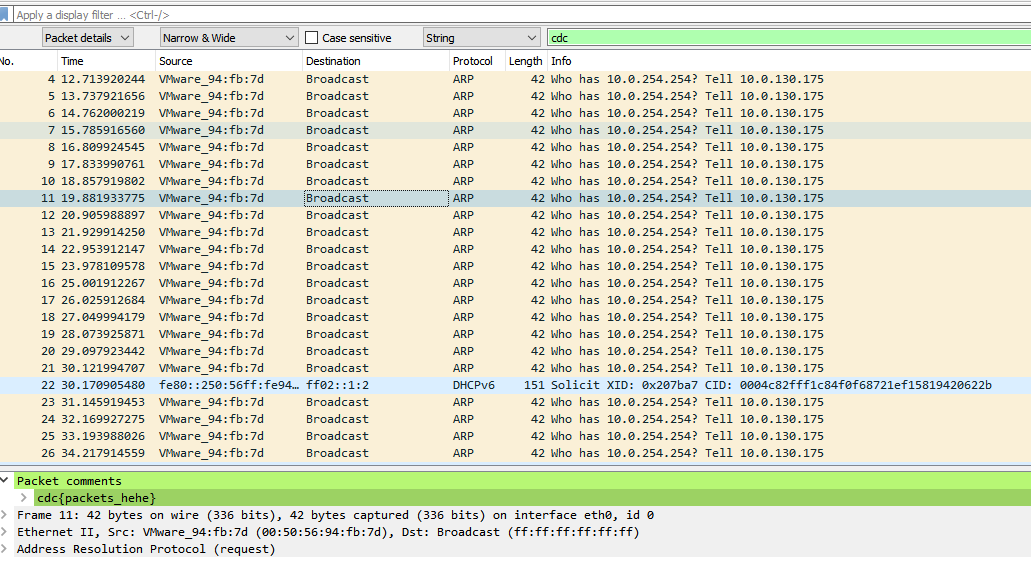 Apply a display filter ... <Ctrl-/>
Packet details Narrow & Wide Case sensitive String cdc
No. Time Source Destination Protocol Length Info
4 12.713920244 VMware_94:fb:7d Broadcast ARP 42 Who has 10.0.254.254? Tell 10.0.130.175
5 13.737921656 VMware_94:fb:7d Broadcast ARP 42 Who has 10.0.254.254? Tell 10.0.130.175
6 14.762000219 VMware_94:fb:7d Broadcast ARP 42 Who has 10.0.254.254? Tell 10.0.130.175
7 15.785916560 VMware_94:fb:7d Broadcast ARP 42 Who has 10.0.254.254? Tell 10.0.130.175
8 16.809924545 VMware_94:fb:7d Broadcast ARP 42 Who has 10.0.254.254? Tell 10.0.130.175
9 17.833990761 VMware_94:fb:7d Broadcast ARP 42 Who has 10.0.254.254? Tell 10.0.130.175
10 18.857919802 VMware_94:fb:7d Broadcast ARP 42 Who has 10.0.254.254? Tell 10.0.130.175
11 19.881933775 VMware_94:fb:7d Broadcast ARP 42 Who has 10.0.254.254? Tell 10.0.130.175
12 20.905988897 VMware_94:fb:7d Broadcast ARP 42 Who has 10.0.254.254? Tell 10.0.130.175
13 21.929914250 VMware_94:fb:7d Broadcast ARP 42 Who has 10.0.254.254? Tell 10.0.130.175
14 22.953912147 VMware_94:fb:7d Broadcast ARP 42 Who has 10.0.254.254? Tell 10.0.130.175
15 23.978109578 VMware_94:fb:7d Broadcast ARP 42 Who has 10.0.254.254? Tell 10.0.130.175
16 25.001912267 VMware_94:fb:7d Broadcast ARP 42 Who has 10.0.254.254? Tell 10.0.130.175
17 26.025912684 VMware_94:fb:7d Broadcast ARP 42 Who has 10.0.254.254? Tell 10.0.130.175
18 27.049994179 VMware_94:fb:7d Broadcast ARP 42 Who has 10.0.254.254? Tell 10.0.130.175
19 28.073925871 VMware_94:fb:7d Broadcast ARP 42 Who has 10.0.254.254? Tell 10.0.130.175
20 29.097923442 VMware_94:fb:7d Broadcast ARP 42 Who has 10.0.254.254? Tell 10.0.130.175
21 30.121994707 VMware_94:fb:7d Broadcast ARP 42 Who has 10.0.254.254? Tell 10.0.130.175
22 30.170905480 fe80::250:56ff:fe94… ff02::1:2 DHCPv6 151 Solicit XID: 0x207ba7 CID: 0004c82fff1c84f0f68721ef15819420622b
23 31.145919453 VMware_94:fb:7d Broadcast ARP 42 Who has 10.0.254.254? Tell 10.0.130.175
24 32.169927275 VMware_94:fb:7d Broadcast ARP 42 Who has 10.0.254.254? Tell 10.0.130.175
25 33.193988026 VMware_94:fb:7d Broadcast ARP 42 Who has 10.0.254.254? Tell 10.0.130.175
26 34.217914559 VMware_94:fb:7d Broadcast ARP 42 Who has 10.0.254.254? Tell 10.0.130.175
Packet comments
cdc{packets_hehe}
Frame 11: 42 bytes on wire (336 bits), 42 bytes captured (336 bits) on interface eth0, id 0
Ethernet II, Src: VMware_94:fb:7d (00:50:56:94:fb:7d), Dst: Broadcast (ff:ff:ff:ff:ff:ff)
Address Resolution Protocol (request)